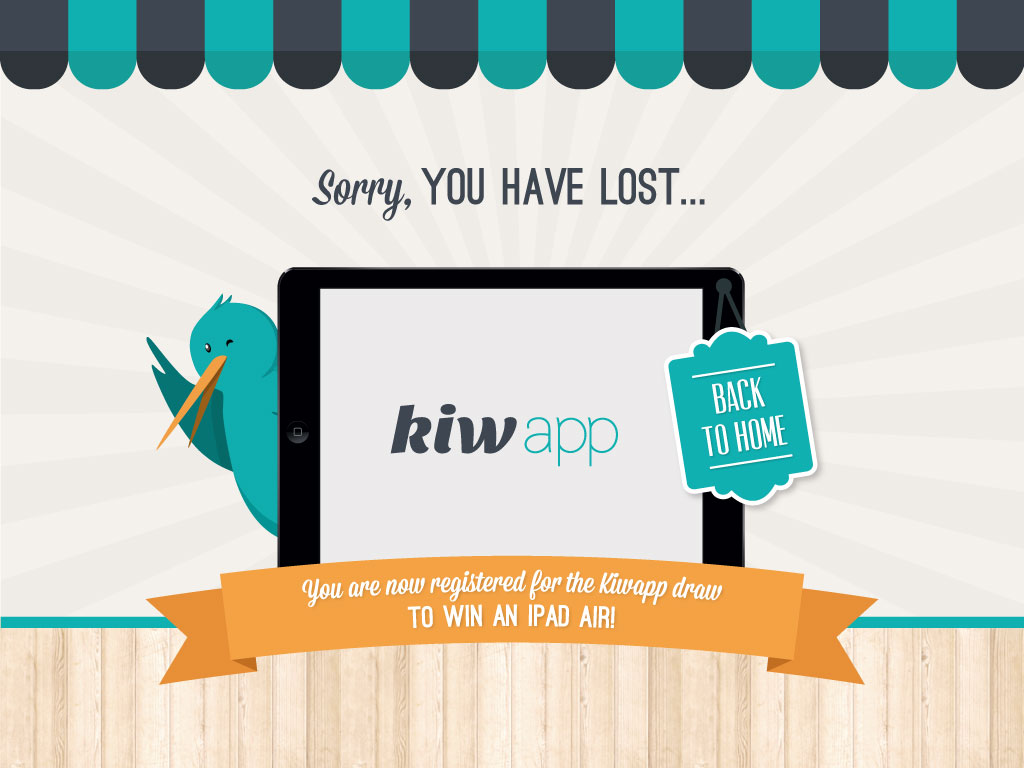 Sorry, YOU HAVE LOST...
kiwapp
BACK
TO HOME
You are now registered for the Kiwapp draw
TO WIN AN IPAD AIR!